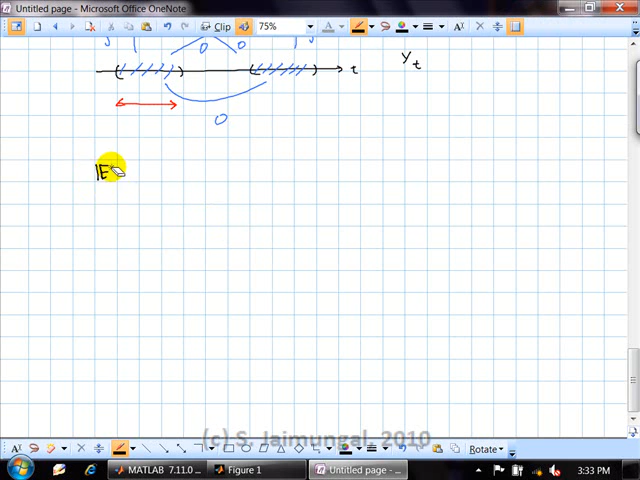 Untitled page - Microsoft Office OneNote
75%
Clip
Y t
t
0 0
0
IE
(c) S. Jaimungal, 2010
Rotate
MATLAB 7.11.0 ...
Figure 1
Untitled page - ...
3:33 PM